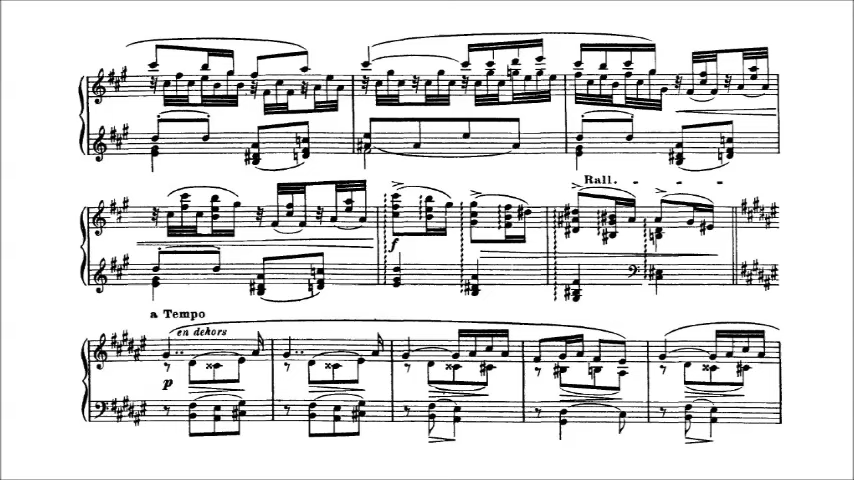 f
Rall. - - -
a Tempo
en dehors
p